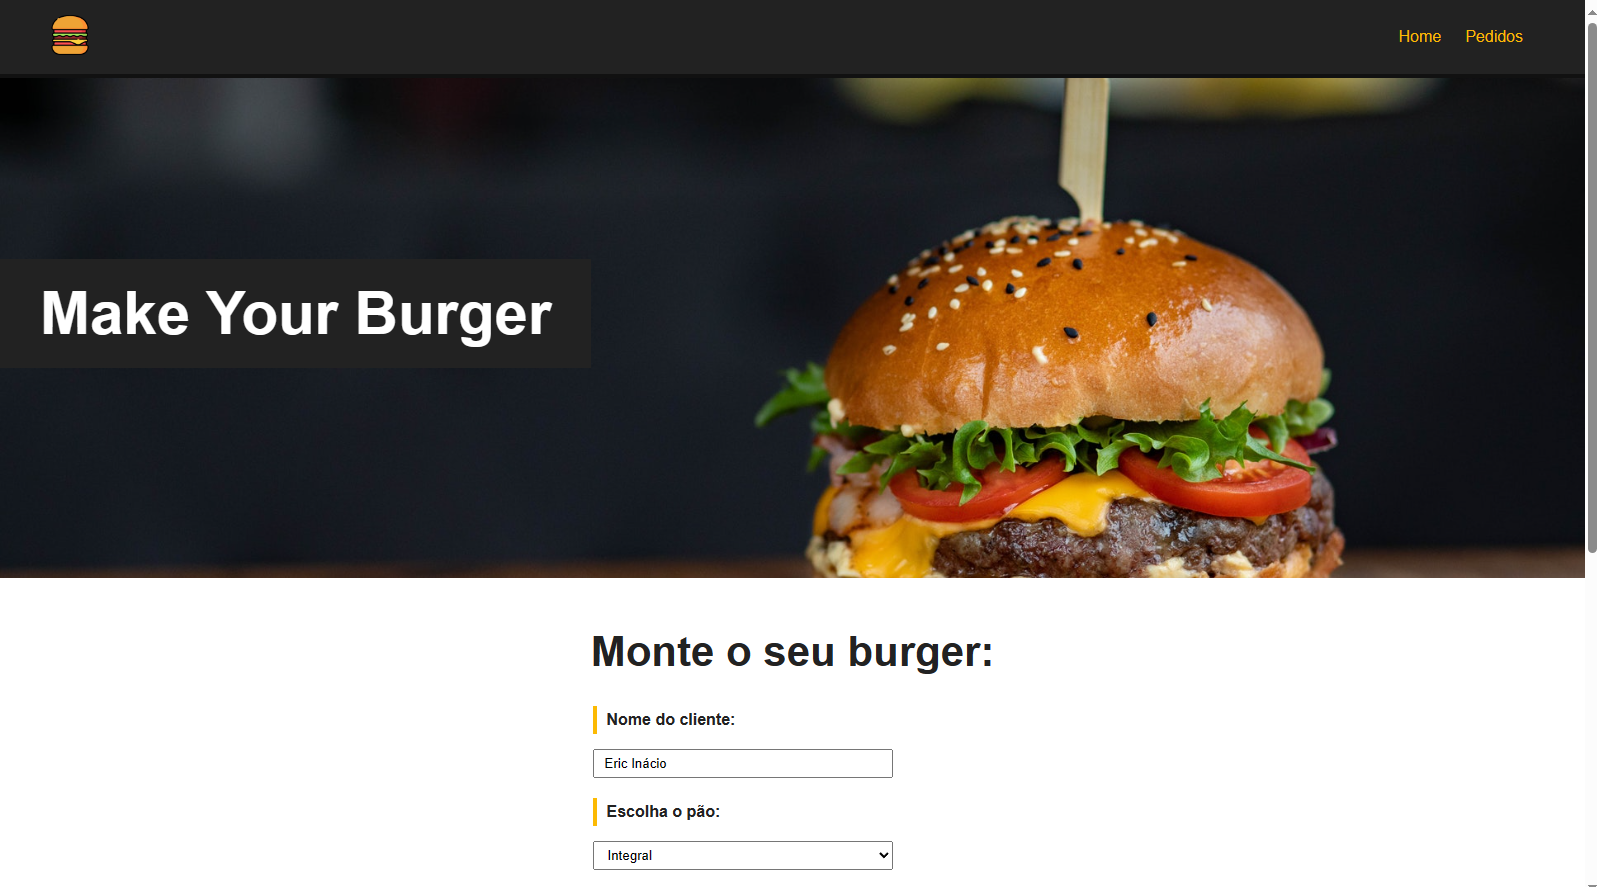 Home Pedidos
Make Your Burger
Monte o seu burger:
Nome do cliente:
Eric Inácio
Escolha o pão:
Integral